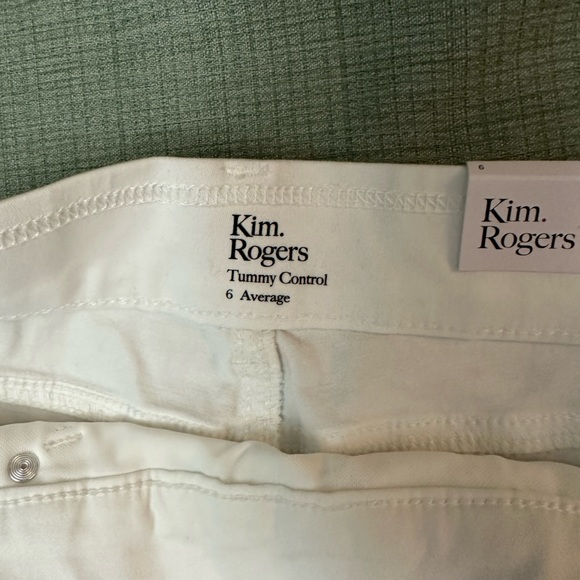 Kim.
Rogers
Tummy Control
6 Average
Kim.
Rogers